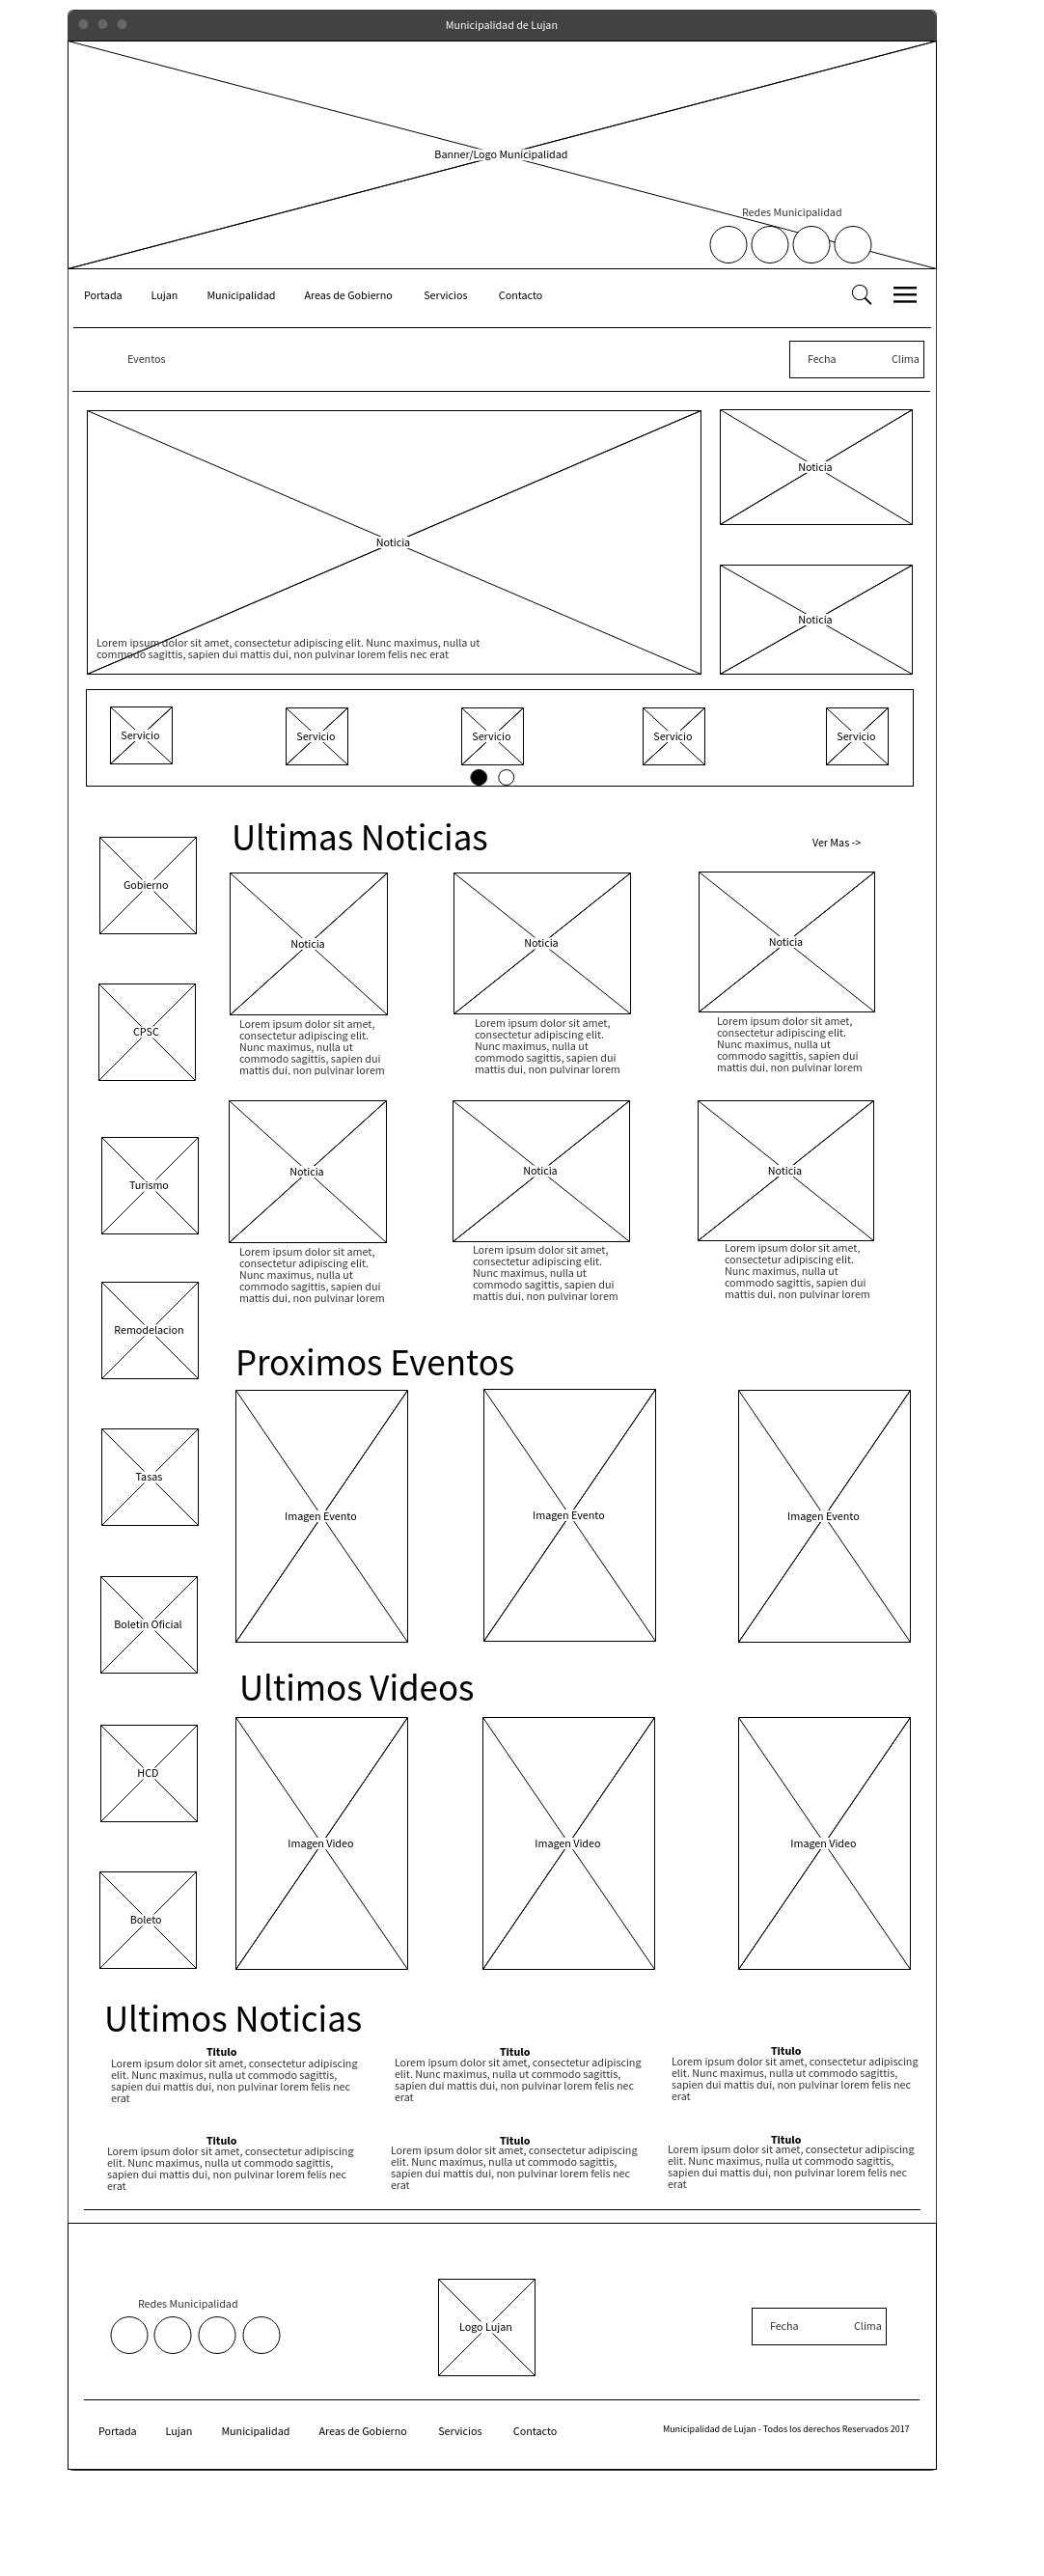 Municipalidad de Lujan
Banner/Logo Municipalidad
Redes Municipalidad
Portada Lujan Municipalidad Areas de Gobierno Servicios Contacto
Eventos Fecha Clima
Noticia
Lorem ipsum dolor sit amet, consectetur adipiscing elit. Nunc maximus, nulla ut
commodo sagittis, sapien dui mattis dui, non pulvinar lorem felis nec erat
Noticia
Noticia
Servicio Servicio Servicio Servicio Servicio
Gobierno
CPSC
Turismo
Remodelacion
Tasas
Boletin Oficial
HCD
Boleto
Ultimas Noticias
Ver Mas ->
Noticia
Lorem ipsum dolor sit amet,
consectetur adipiscing elit.
Nunc maximus, nulla ut
commodo sagittis, sapien dui
mattis dui, non pulvinar lorem
Noticia
Lorem ipsum dolor sit amet,
consectetur adipiscing elit.
Nunc maximus, nulla ut
commodo sagittis, sapien dui
mattis dui, non pulvinar lorem
Noticia
Lorem ipsum dolor sit amet,
consectetur adipiscing elit.
Nunc maximus, nulla ut
commodo sagittis, sapien dui
mattis dui, non pulvinar lorem
Noticia
Lorem ipsum dolor sit amet,
consectetur adipiscing elit.
Nunc maximus, nulla ut
commodo sagittis, sapien dui
mattis dui, non pulvinar lorem
Noticia
Lorem ipsum dolor sit amet,
consectetur adipiscing elit.
Nunc maximus, nulla ut
commodo sagittis, sapien dui
mattis dui, non pulvinar lorem
Noticia
Lorem ipsum dolor sit amet,
consectetur adipiscing elit.
Nunc maximus, nulla ut
commodo sagittis, sapien dui
mattis dui, non pulvinar lorem
Proximos Eventos
Imagen Evento Imagen Evento Imagen Evento
Ultimos Videos
Imagen Video Imagen Video Imagen Video
Ultimos Noticias
Titulo
Lorem ipsum dolor sit amet, consectetur adipiscing
elit. Nunc maximus, nulla ut commodo sagittis,
sapien dui mattis dui, non pulvinar lorem felis nec
erat
Titulo
Lorem ipsum dolor sit amet, consectetur adipiscing
elit. Nunc maximus, nulla ut commodo sagittis,
sapien dui mattis dui, non pulvinar lorem felis nec
erat
Titulo
Lorem ipsum dolor sit amet, consectetur adipiscing
elit. Nunc maximus, nulla ut commodo sagittis,
sapien dui mattis dui, non pulvinar lorem felis nec
erat
Titulo
Lorem ipsum dolor sit amet, consectetur adipiscing
elit. Nunc maximus, nulla ut commodo sagittis,
sapien dui mattis dui, non pulvinar lorem felis nec
erat
Titulo
Lorem ipsum dolor sit amet, consectetur adipiscing
elit. Nunc maximus, nulla ut commodo sagittis,
sapien dui mattis dui, non pulvinar lorem felis nec
erat
Titulo
Lorem ipsum dolor sit amet, consectetur adipiscing
elit. Nunc maximus, nulla ut commodo sagittis,
sapien dui mattis dui, non pulvinar lorem felis nec
erat
Redes Municipalidad
Logo Lujan
Fecha Clima
Portada Lujan Municipalidad Areas de Gobierno Servicios Contacto
Municipalidad de Lujan - Todos los derechos Reservados 2017